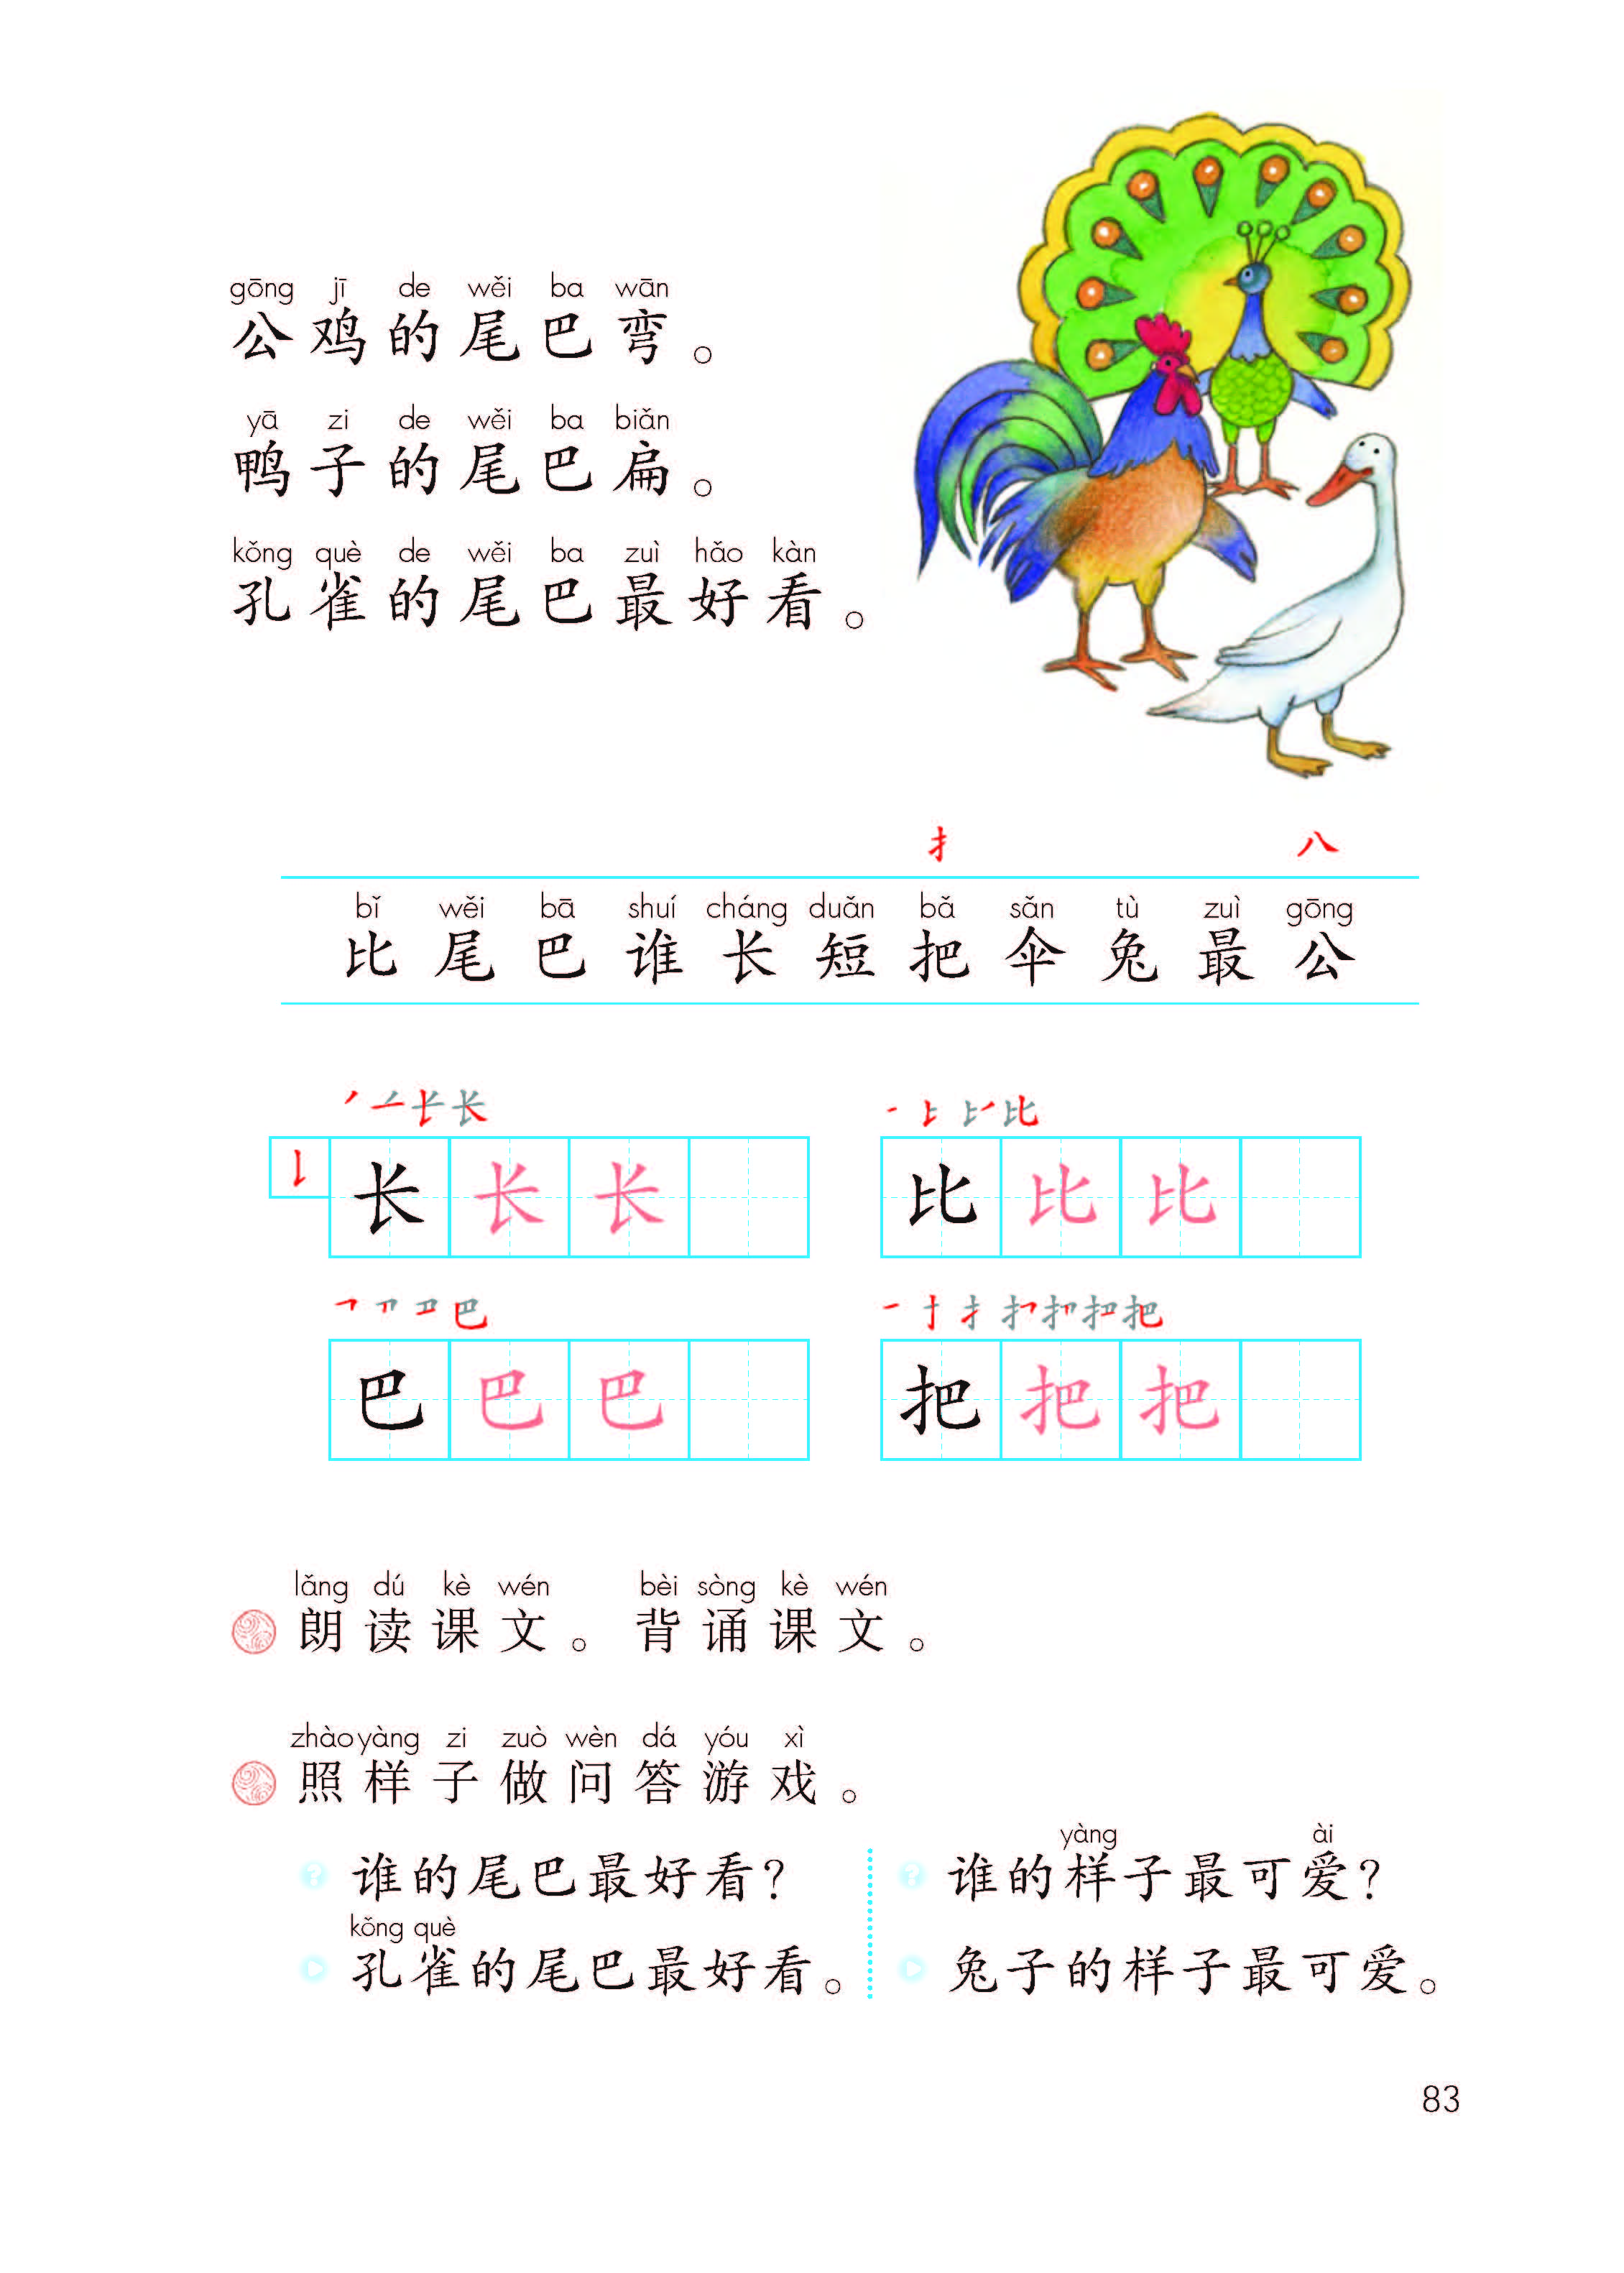 gōng jī de wěi ba wān
公鸡的尾巴弯。
yā zi de wěi ba biǎn
鸭子的尾巴扁。
kǒng què de wěi ba zuì hǎo kàn
孔雀的尾巴最好看。
扌 八
bǐ wěi bā shuí cháng duǎn bǎ sǎn tù zuì gōng
比 尾 巴 谁 长 短 把 伞 兔 最 公
长 长 长
比 比 比
巴 巴 巴
把 把 把
lǎng dú kè wén bèi sòng kè wén
朗读课文。背诵课文。
zhào yàng zi zuò wèn dá yóu xì
照样子做问答游戏。
谁的尾巴最好看？
kǒng què
孔雀的尾巴最好看。
yàng ài
谁的样子最可爱？
兔子的样子最可爱。
83